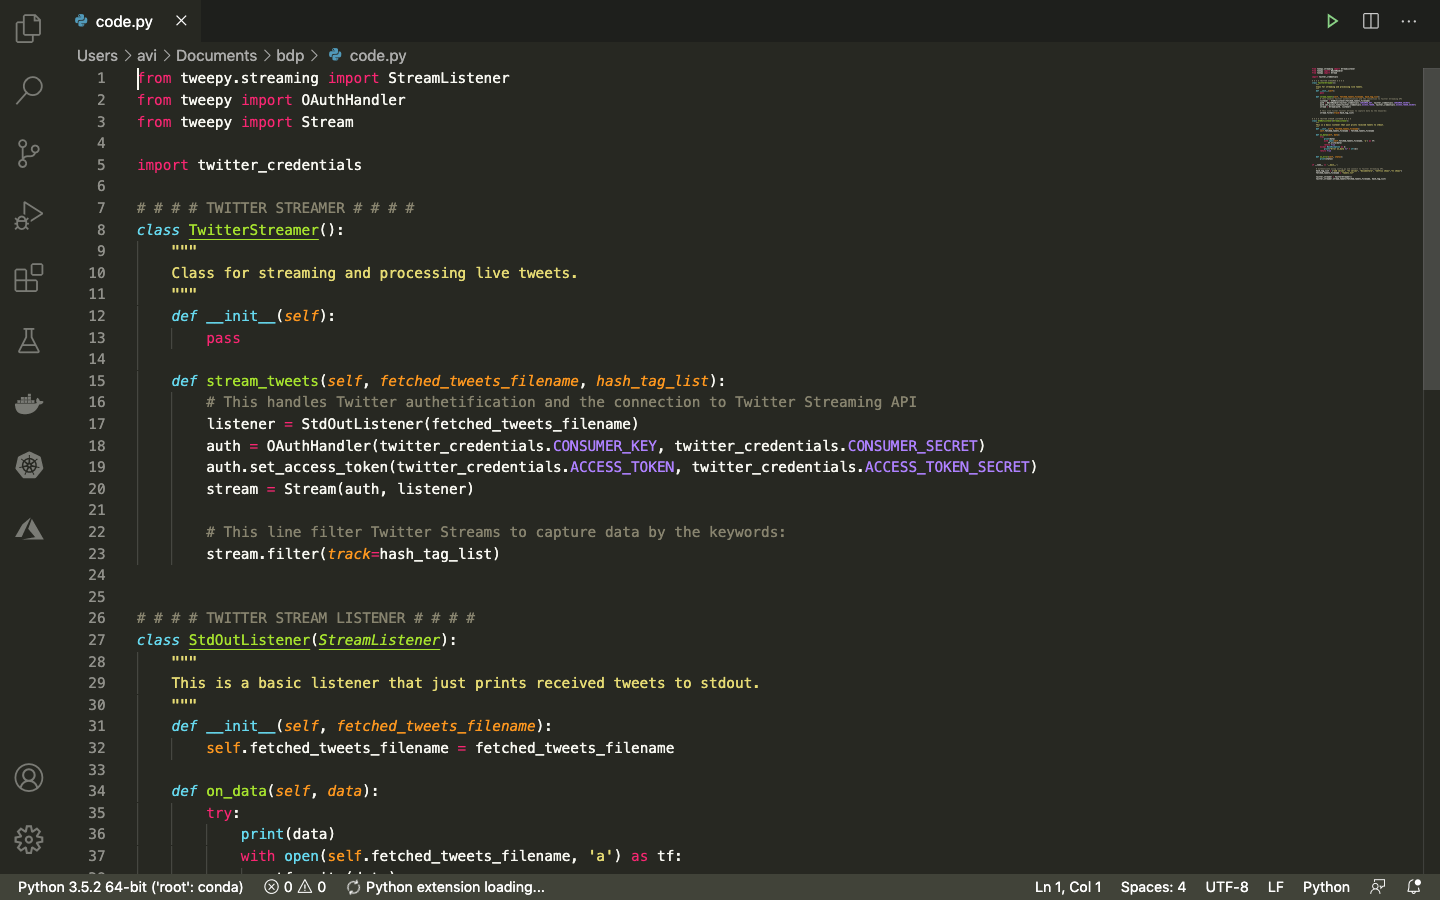 code.py
Users > avi > Documents > bdp > code.py
1 from tweepy.streaming import StreamListener
2 from tweepy import OAuthHandler
3 from tweepy import Stream
4
5 import twitter_credentials
6
7 # # # # TWITTER STREAMER # # # #
8 class TwitterStreamer():
9 """
10 Class for streaming and processing live tweets.
11 """
12 def __init__(self):
13 pass
14
15 def stream_tweets(self, fetched_tweets_filename, hash_tag_list):
16 # This handles Twitter authetification and the connection to Twitter Streaming API
17 listener = StdOutListener(fetched_tweets_filename)
18 auth = OAuthHandler(twitter_credentials.CONSUMER_KEY, twitter_credentials.CONSUMER_SECRET)
19 auth.set_access_token(twitter_credentials.ACCESS_TOKEN, twitter_credentials.ACCESS_TOKEN_SECRET)
20 stream = Stream(auth, listener)
21
22 # This line filter Twitter Streams to capture data by the keywords:
23 stream.filter(track=hash_tag_list)
24
25
26 # # # # TWITTER STREAM LISTENER # # # #
27 class StdOutListener(StreamListener):
28 """
29 This is a basic listener that just prints received tweets to stdout.
30 """
31 def __init__(self, fetched_tweets_filename):
32 self.fetched_tweets_filename = fetched_tweets_filename
33
34 def on_data(self, data):
35 try:
36 print(data)
37 with open(self.fetched_tweets_filename, 'a') as tf:
Python 3.5.2 64-bit ('root': conda) 0 0 Python extension loading... Ln 1, Col 1 Spaces: 4 UTF-8 LF Python